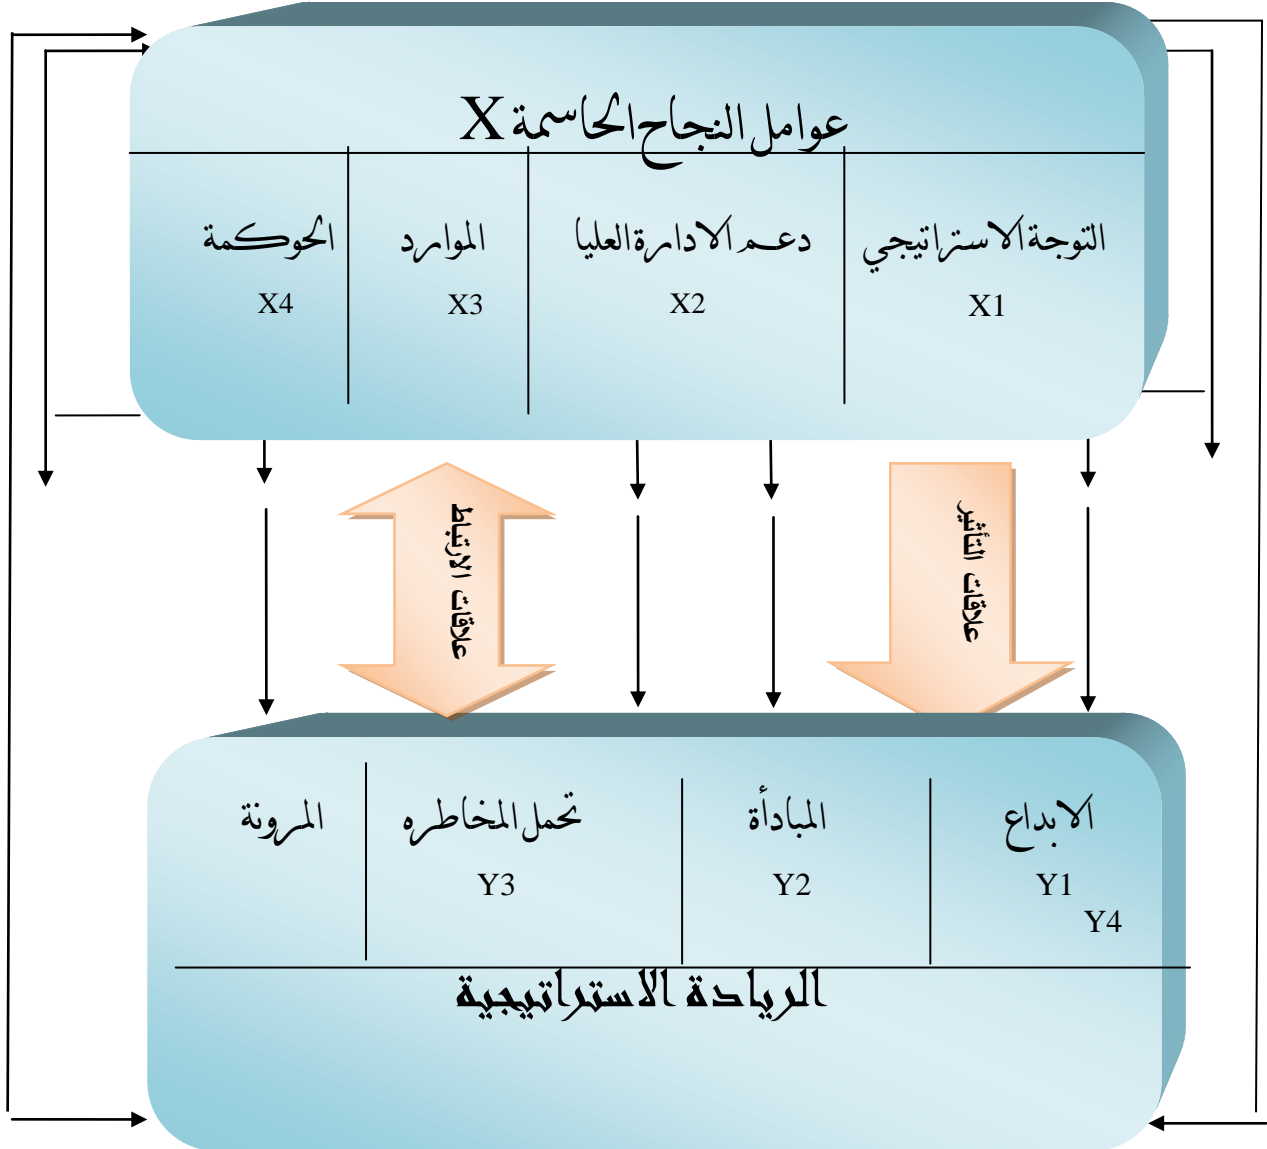 عوامل النجاح الحاسمة X
التوجة الاستراتيجي
دعم الادارة العليا
الموارد
الحوكمة
X1
X2
X3
X4
علاقات التأثير
علاقات الارتباط
الابداع
المبادأة
تحمل المخاطره
المرونة
Y1
Y2
Y3
Y4
الريادة الاستراتيجية